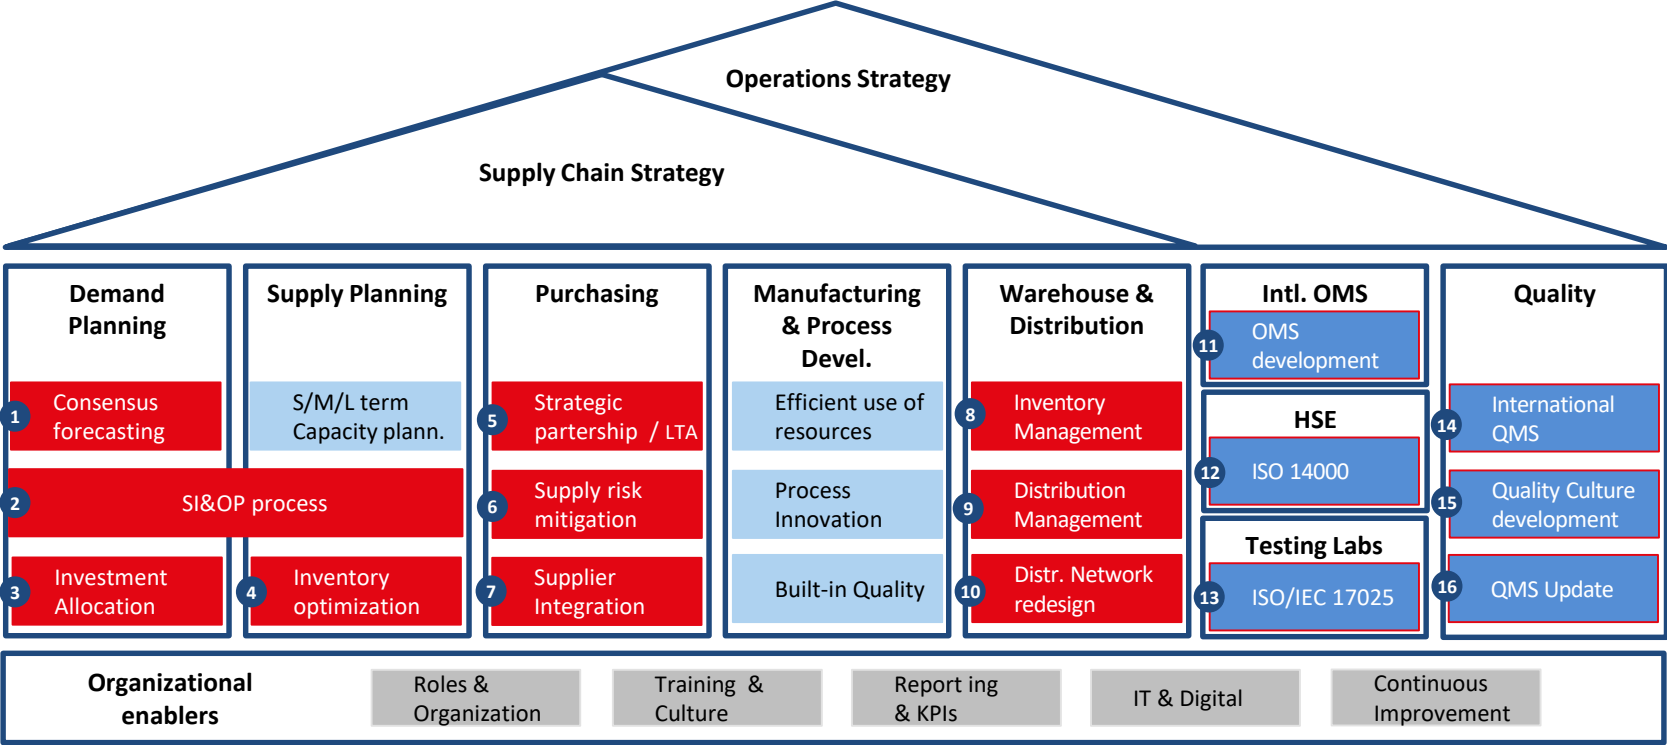 Operations Strategy
Supply Chain Strategy
Demand
Planning
1
Consensus
forecasting
2
SI&OP process
3
Investment
Allocation
Supply Planning
S/M/L term
Capacity plann.
4
Inventory
optimization
Purchasing
5
Strategic
partership / LTA
6
Supply risk
mitigation
7
Supplier
Integration
Manufacturing
& Process
Devel.
Efficient use of
resources
Process
Innovation
Built-in Quality
Warehouse &
Distribution
8
Inventory
Management
9
Distribution
Management
10
Distr. Network
redesign
Intl. OMS
11
OMS
development
HSE
12
ISO 14000
Testing Labs
13
ISO/IEC 17025
Quality
14
International
QMS
15
Quality Culture
development
16
QMS Update
Organizational
enablers
Roles &
Organization
Training &
Culture
Report ing
& KPIs
IT & Digital
Continuous
Improvement